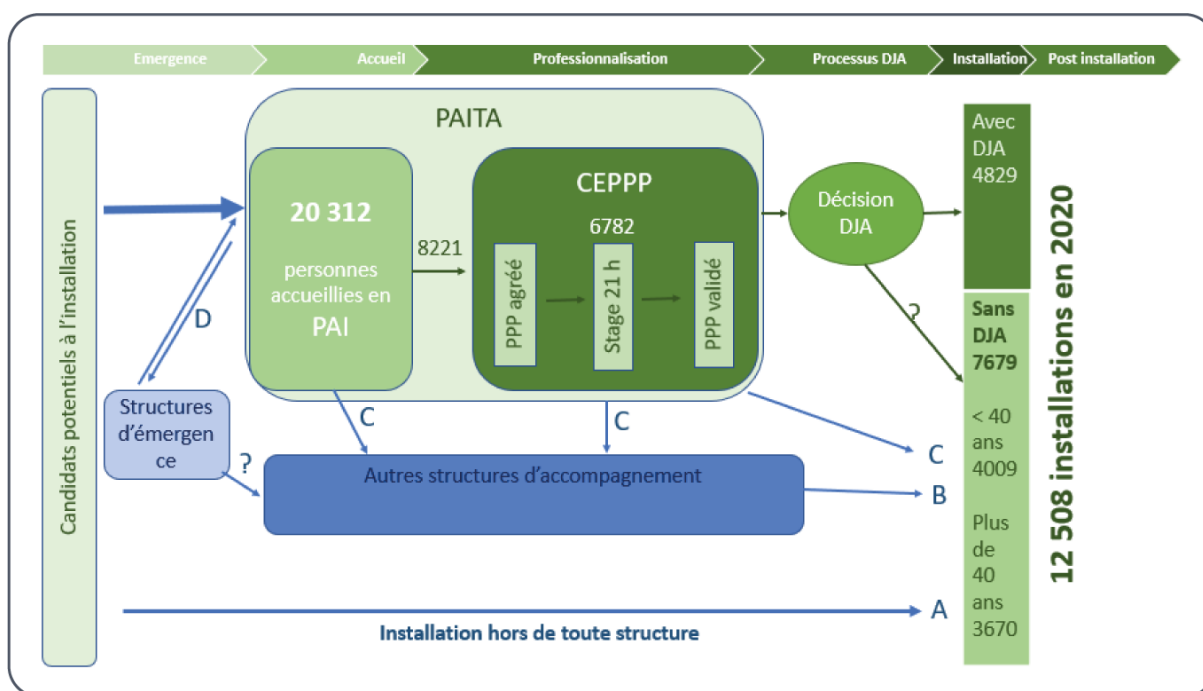 Emergence
Accueil
Professionnalisation
Processus DJA
Installation
Post installation
Candidats potentiels à l'installation
PAITA
20 312
personnes
accueillies en
PAI
8221
CEPPP
6782
PPP agréé
Stage 21 h
PPP validé
Décision
DJA
?
Avec
DJA
4829
Sans
DJA
7679
< 40
ans
4009
Plus
de
40
ans
3670
12 508 installations en 2020
D
Structures
d'émergen
ce
?
C
C
C
Autres structures d'accompagnement
B
A
Installation hors de toute structure